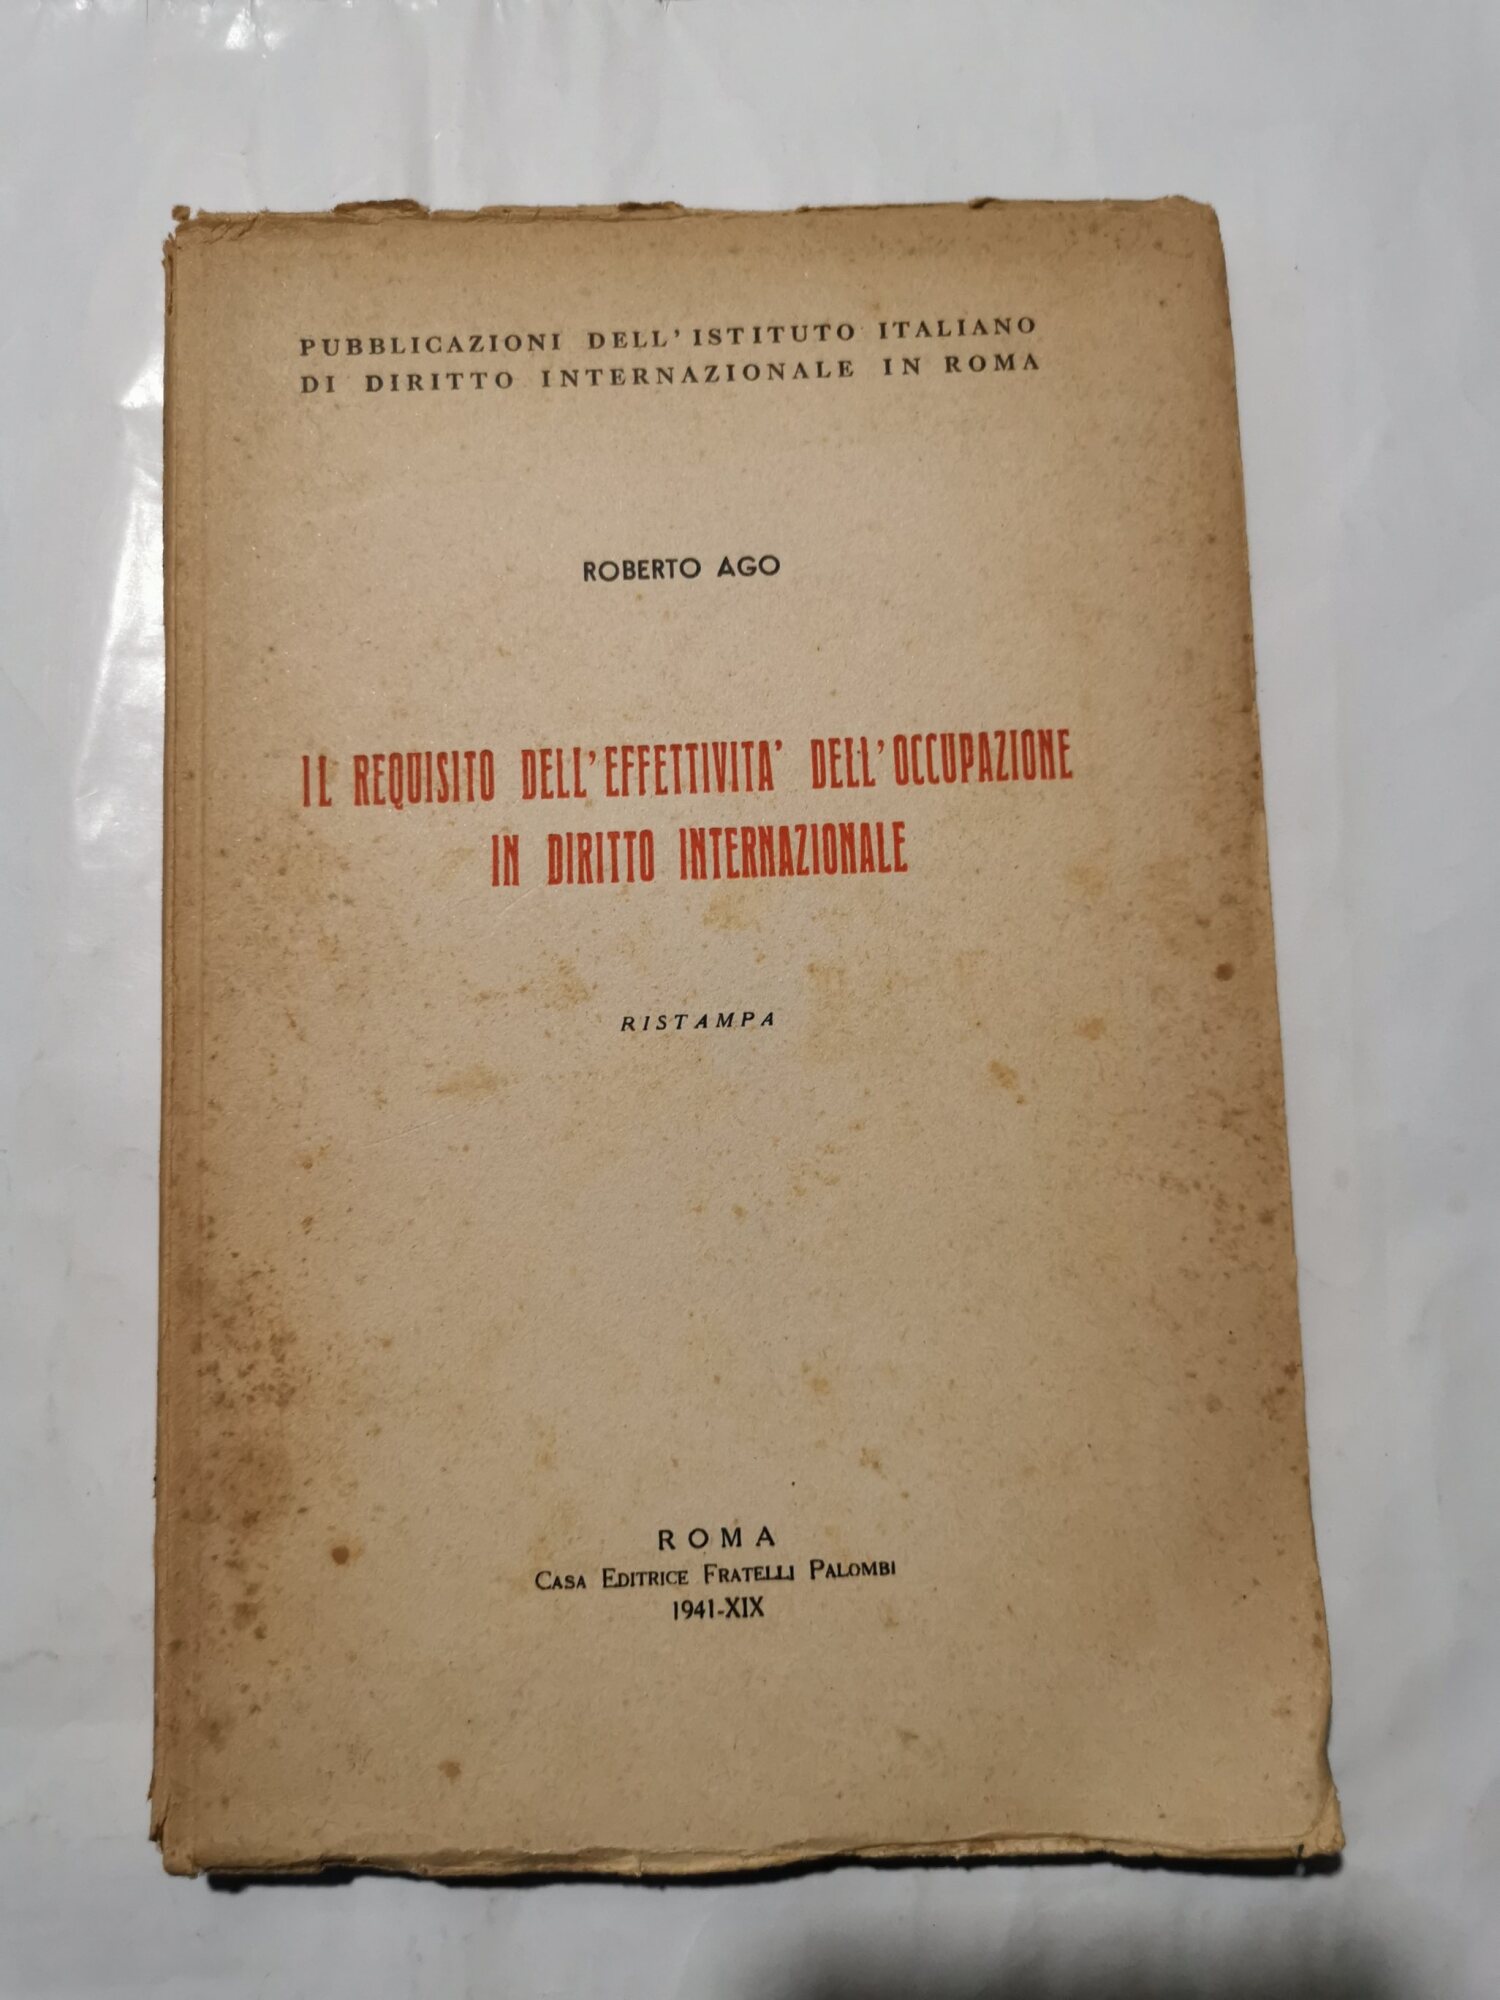 PUBBLICAZIONI DELL'ISTITUTO ITALIANO
DI DIRITTO INTERNAZIONALE IN ROMA
ROBERTO AGO
IL REQUISITO DELL'EFFETTIVITA' DELL'OCCUPAZIONE
IN DIRITTO INTERNAZIONALE
RISTAMPA
ROMA
CASA EDITRICE FRATELLI PALOMBI
1941-XIX